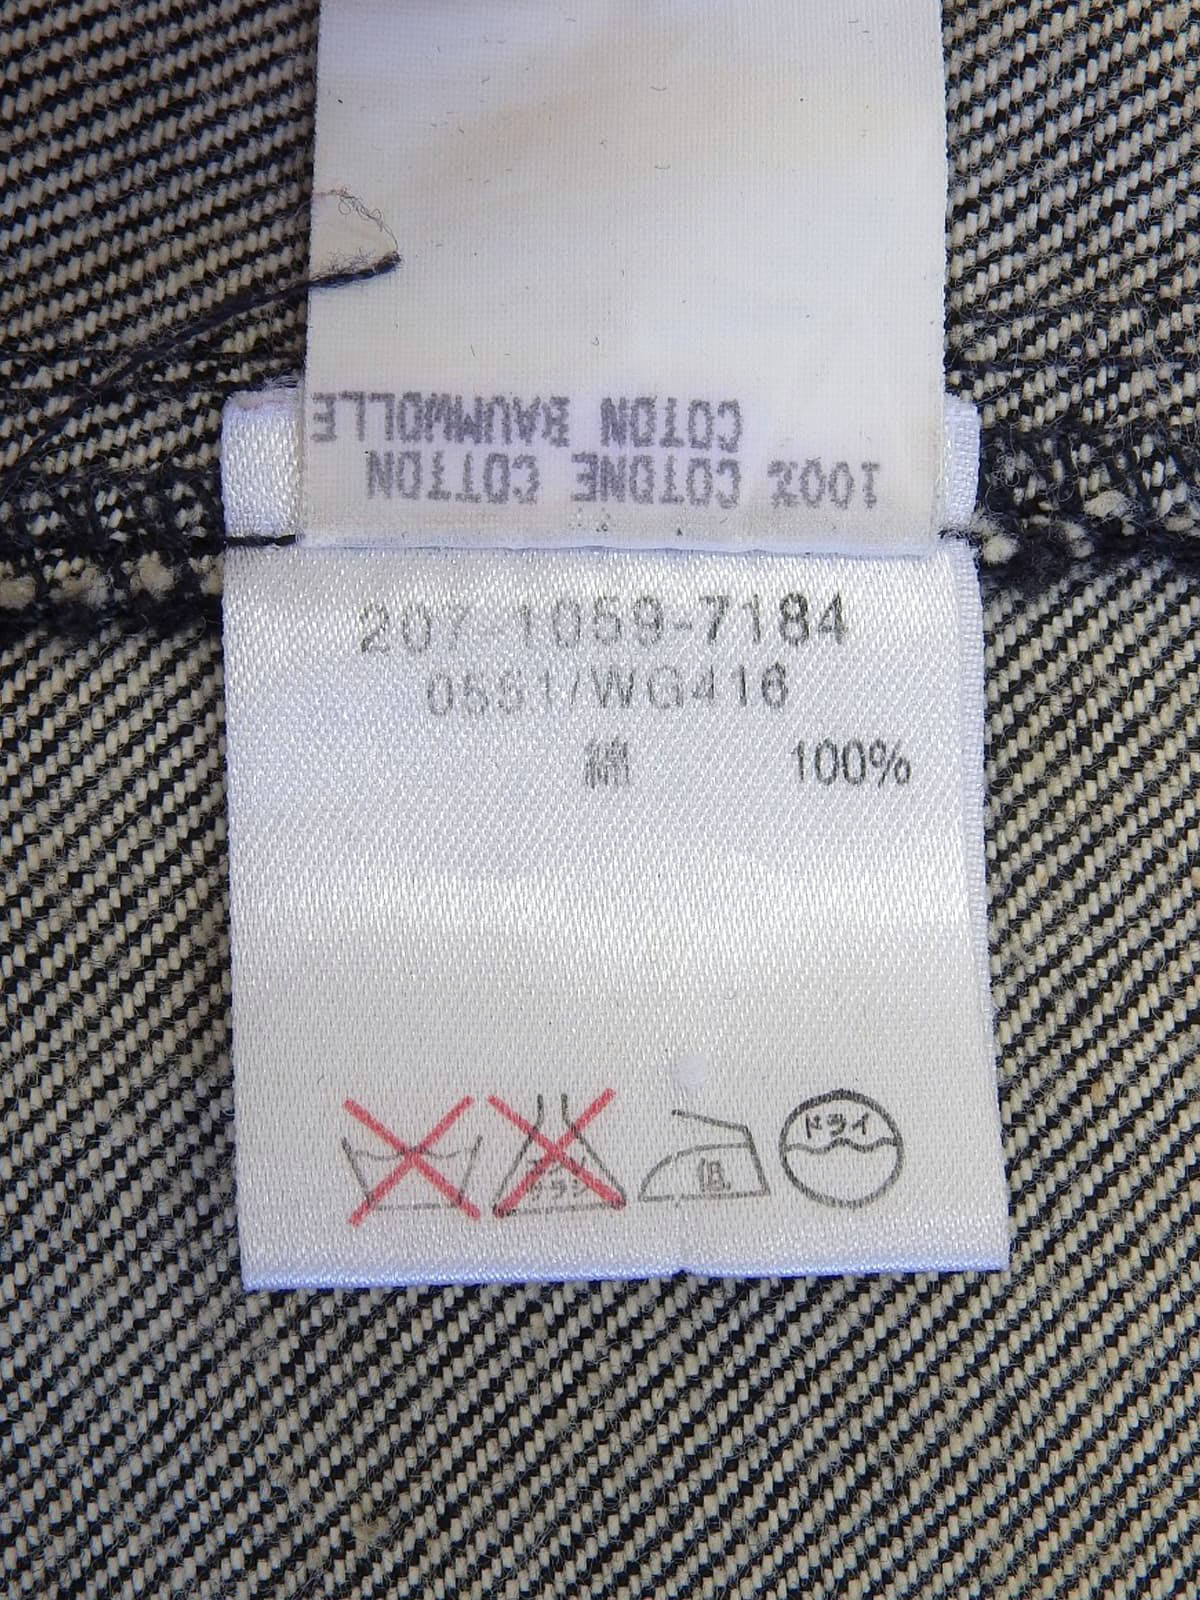 100% COTONE COTTON
COTON BAUMWOLLE
207-1059-7184
0551/WG416
綿 100%
低 ドライ